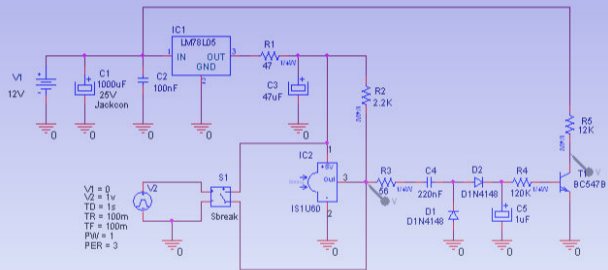 IC1
LM78L05
IN OUT
GND
1
3
2
R1
47
1/4W
V1
12V
C1
1000uF
25V
Jackcon
C2
100nF
C3
47uF
R2
2.2K
1/4W
R5
12K
1/4W
0
0
0
0
0
IC2
1
+5v
Out
3
-
2
IS1U60
R3
56
1/4W
C4
220nF
D2
D1N4148
R4
120K
1/4W
T1
BC547B
V
V
D1
D1N4148
C5
1uF
S1
Sbreak
V2
V1 = 0
V2 = 1v
TD = 1s
TR = 100m
TF = 100m
PW = 1
PER = 3
0
0
0
0
0